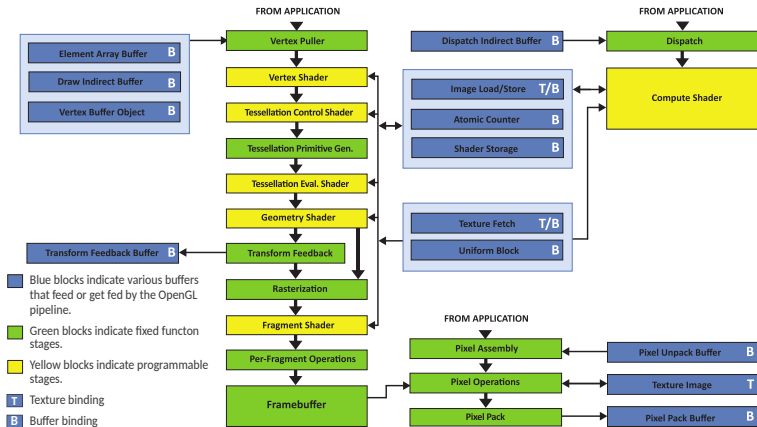 FROM APPLICATION
Vertex Puller
Element Array Buffer B
Draw Indirect Buffer B
Vertex Buffer Object B
Vertex Shader
Tessellation Control Shader
Tessellation Primitive Gen.
Tessellation Eval. Shader
Geometry Shader
Transform Feedback
Transform Feedback Buffer B
Rasterization
Fragment Shader
Per-Fragment Operations
Framebuffer
Dispatch Indirect Buffer B
FROM APPLICATION
Dispatch
Compute Shader
Image Load/Store T/B
Atomic Counter B
Shader Storage B
Texture Fetch T/B
Uniform Block B
FROM APPLICATION
Pixel Assembly
Pixel Operations
Pixel Pack
Pixel Unpack Buffer B
Texture Image T
Pixel Pack Buffer B
Blue blocks indicate various buffers
that feed or get fed by the OpenGL
pipeline.
Green blocks indicate fixed functon
stages.
Yellow blocks indicate programmable
stages.
T Texture binding
B Buffer binding